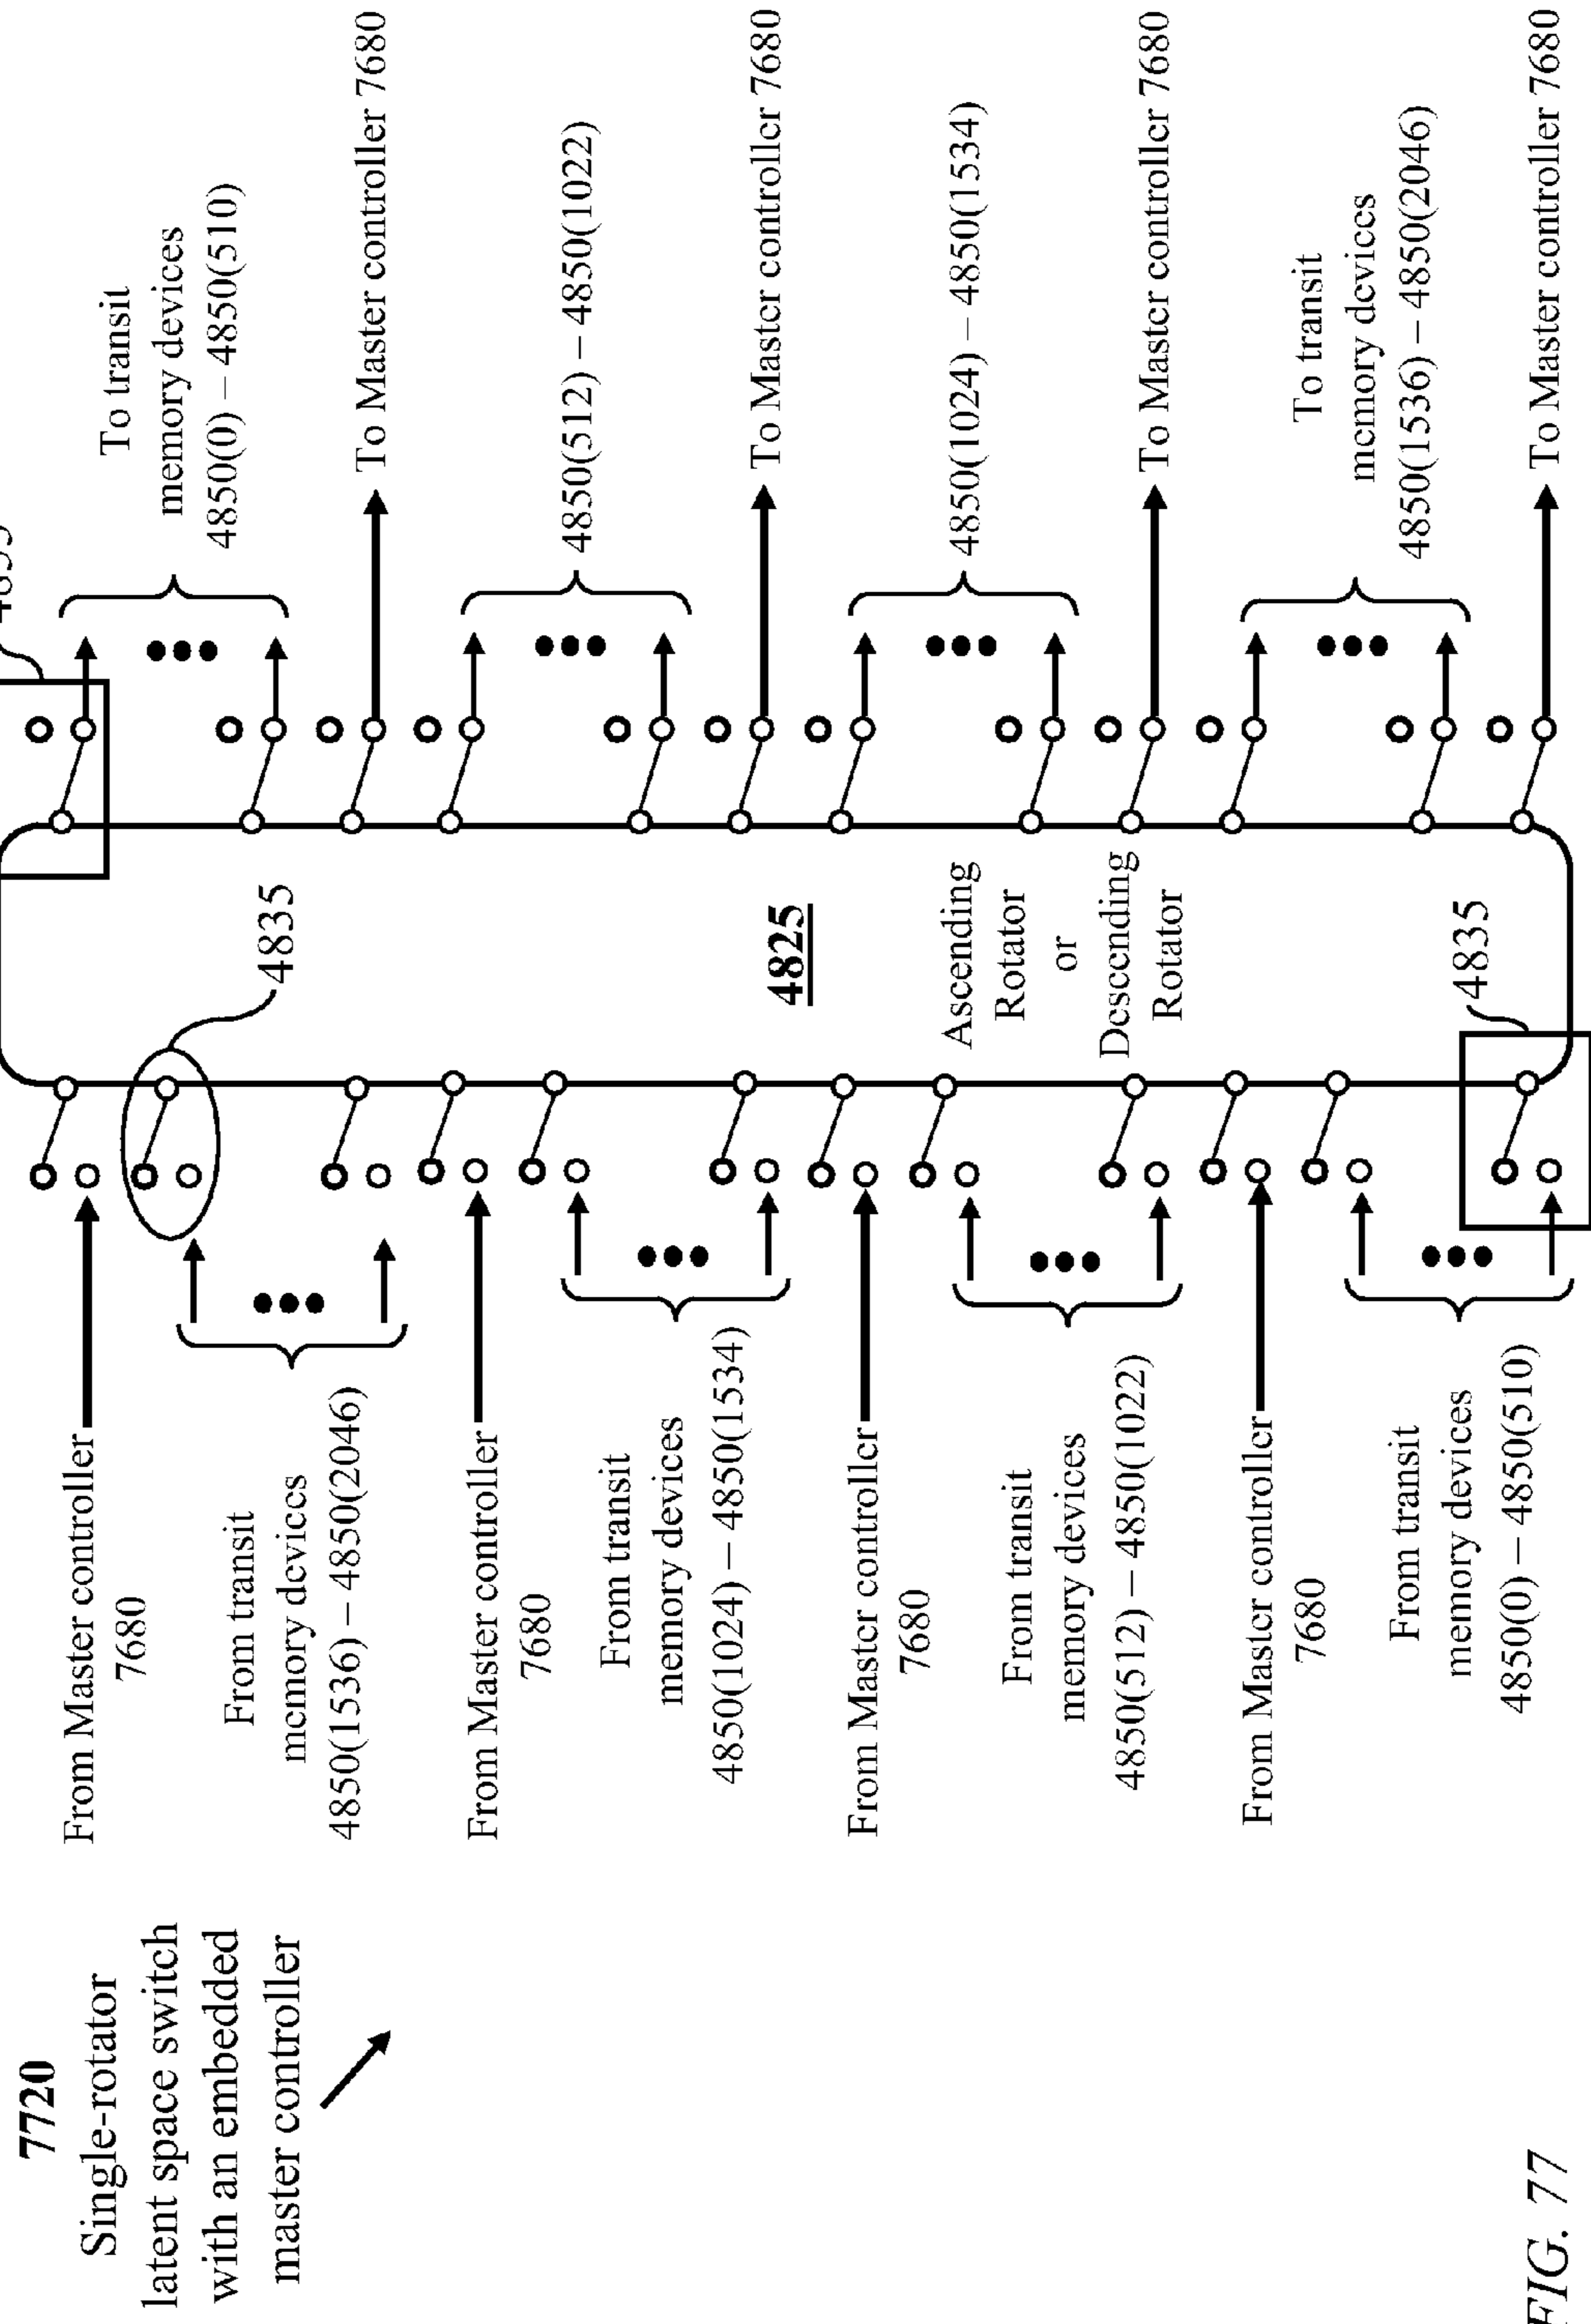 7720
Single-rotator
latent space switch
with an embedded
master controller
From Master controller
7680
From transit
memory devices
4850(1536) – 4850(2046)
From Master controller
7680
From transit
memory devices
4850(1024) – 4850(1534)
From Master controller
7680
From transit
memory devices
4850(512) – 4850(1022)
From Master controller
7680
From transit
memory devices
4850(0) – 4850(510)
4835
4825
Ascending
Rotator
or
Descending
Rotator
4835
To transit
memory devices
4850(0) – 4850(510)
To Master controller 7680
4850(512) – 4850(1022)
To Master controller 7680
4850(1024) – 4850(1534)
To Master controller 7680
To transit
memory devices
4850(1536) – 4850(2046)
To Master controller 7680
FIG. 77